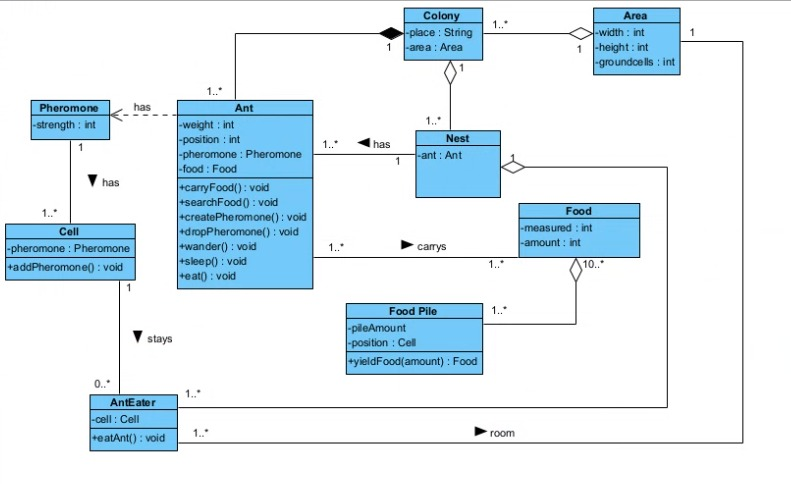 Colony
-place : String
-area : Area
1
1..*
1
Area
-width : int
-height : int
-groundcells : int
1
1
1..*
Pheromone
-strength : int
has
1..*
Ant
-weight : int
-position : int
-pheromone : Pheromone
-food : Food
+carryFood() : void
+searchFood() : void
+createPheromone() : void
+dropPheromone() : void
+wander() : void
+sleep() : void
+eat() : void
1..*
has
1
Nest
-ant : Ant
1
1
has
1..*
Cell
-pheromone : Pheromone
+addPheromone() : void
1
Food
-measured : int
-amount : int
1..*
carrys
1..*
10..*
Food Pile
-pileAmount
-position : Cell
+yieldFood(amount) : Food
1..*
stays
0..*
AntEater
-cell : Cell
+eatAnt() : void
1..*
1..*
room